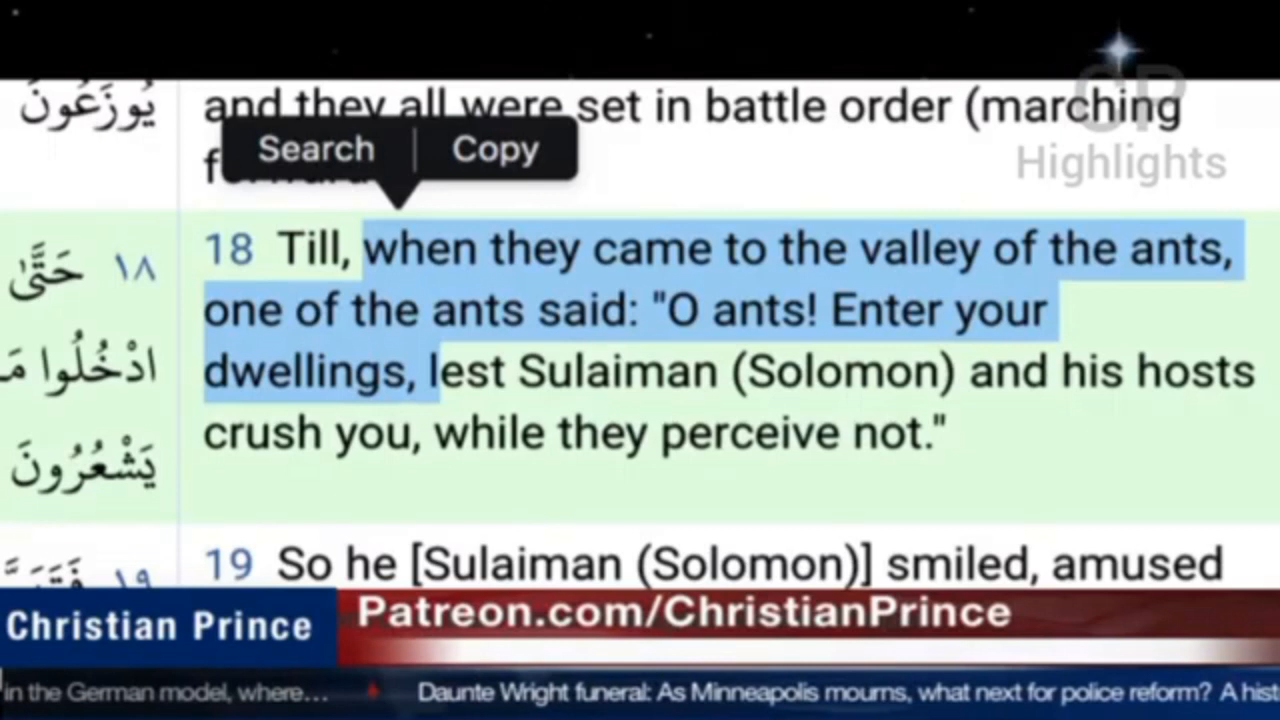 CP
Highlights
يُوزَعُونَ
and they all were set in battle order (marching
Search
Copy
١٨ حَتَّىٰ
ادْخُلُوا
يَشْعُرُونَ
18 Till, when they came to the valley of the ants,
one of the ants said: "O ants! Enter your
dwellings, lest Sulaiman (Solomon) and his hosts
crush you, while they perceive not."
١٩
19 So he [Sulaiman (Solomon)] smiled, amused
Christian Prince
Patreon.com/ChristianPrince
in the German model, where… ♦ Daunte Wright funeral: As Minneapolis mourns, what next for police reform? A hist